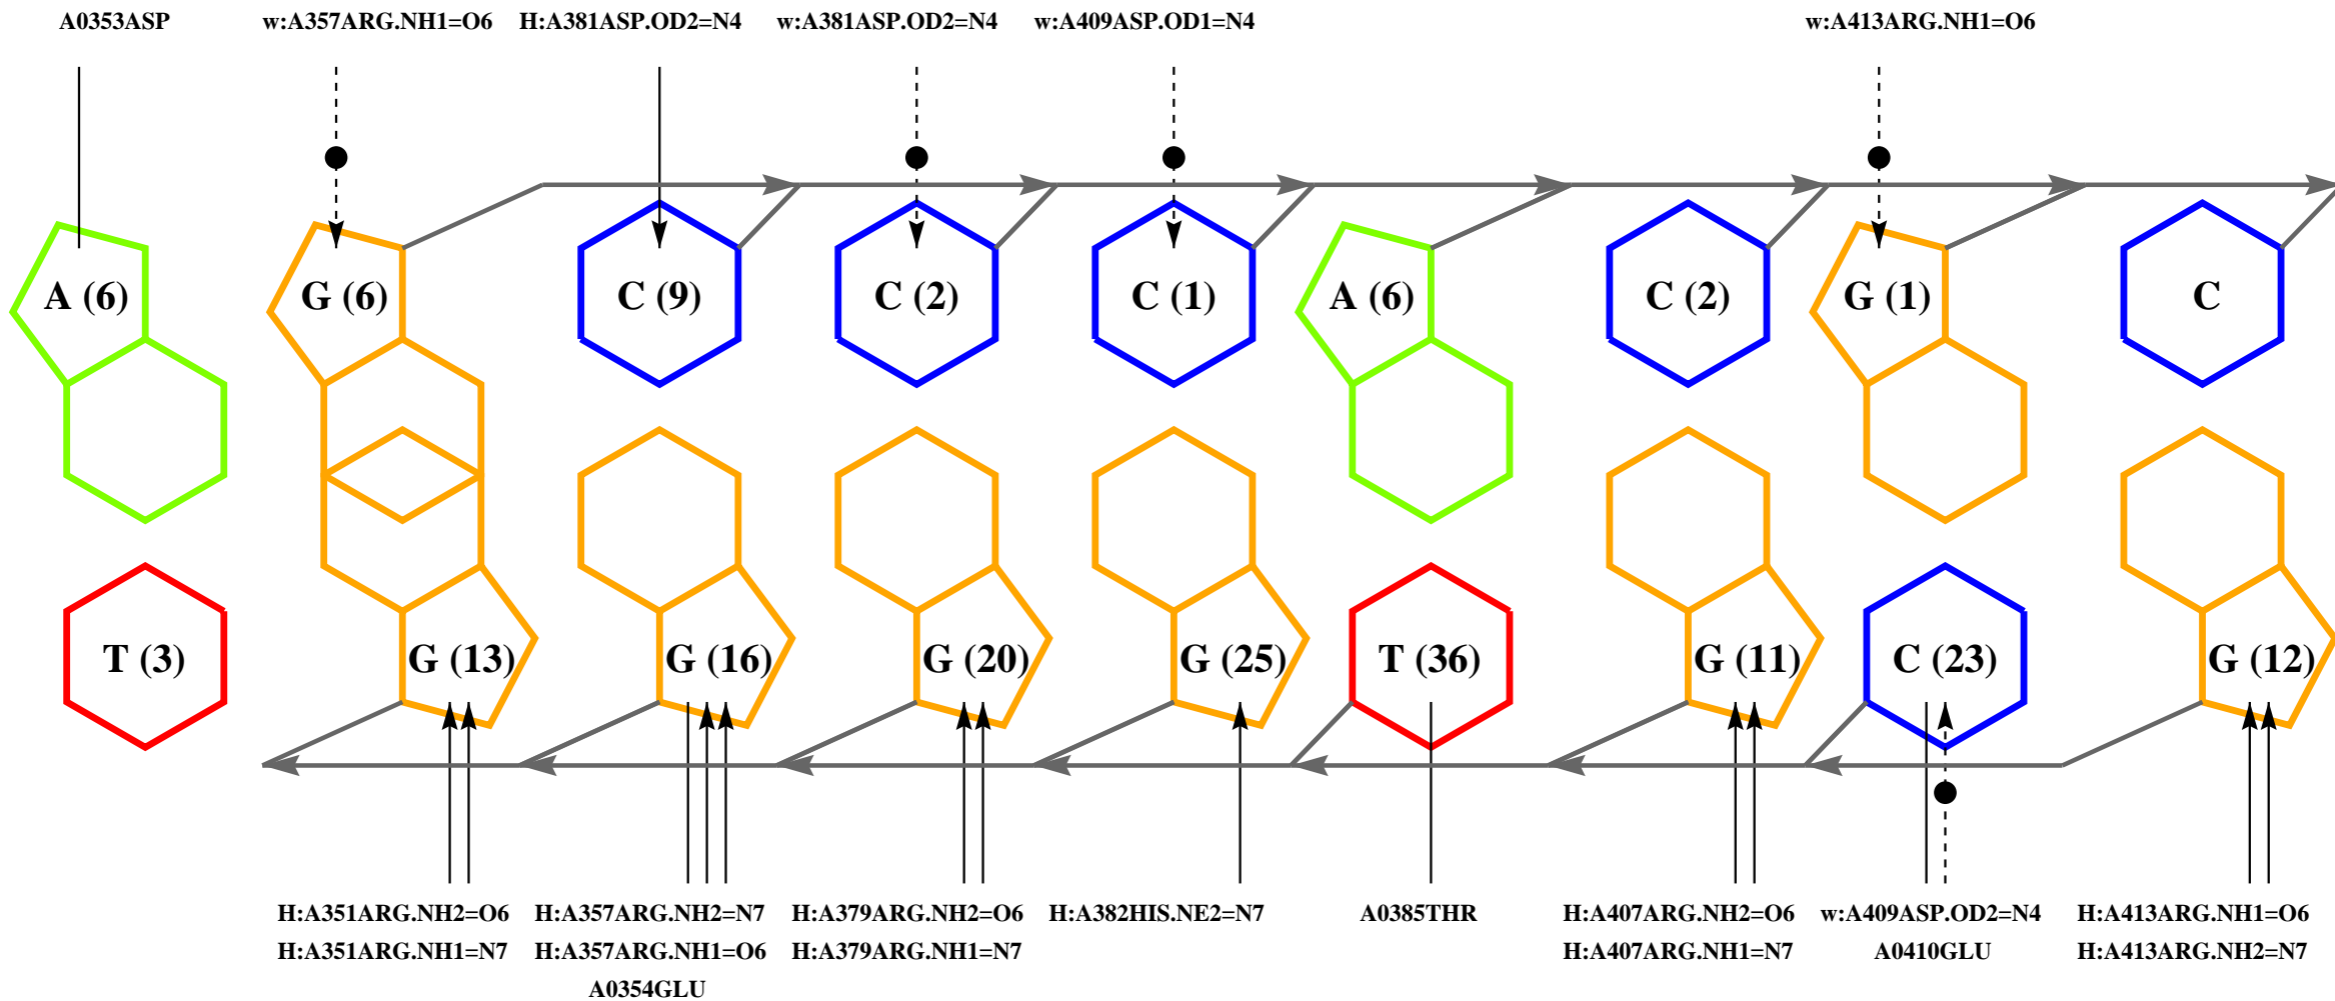 A0353ASP w:A357ARG.NH1=O6 H:A381ASP.OD2=N4 w:A381ASP.OD2=N4 w:A409ASP.OD1=N4 w:A413ARG.NH1=O6
A (6) G (6) C (9) C (2) C (1) A (6) C (2) G (1) C
T (3) G (13) G (16) G (20) G (25) T (36) G (11) C (23) G (12)
H:A351ARG.NH2=O6 H:A357ARG.NH2=N7 H:A379ARG.NH2=O6 H:A382HIS.NE2=N7 A0385THR H:A407ARG.NH2=O6 w:A409ASP.OD2=N4 H:A413ARG.NH1=O6
H:A351ARG.NH1=N7 H:A357ARG.NH1=O6 H:A379ARG.NH1=N7 H:A407ARG.NH1=N7 A0410GLU H:A413ARG.NH2=N7
A0354GLU